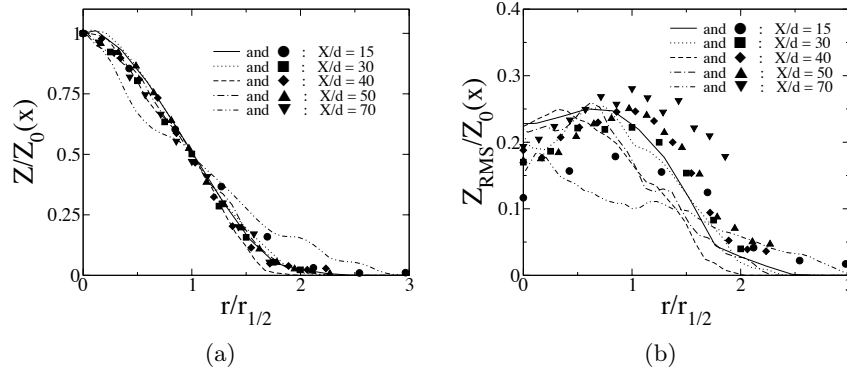 Z/Z0(x)
1
0.75
0.5
0.25
0
0 1 2 3
r/r1/2
and : X/d = 15
and : X/d = 30
and : X/d = 40
and : X/d = 50
and : X/d = 70
(a)
ZRMS/Z0(x)
0.4
0.3
0.2
0.1
0
0 1 2 3
r/r1/2
and : X/d = 15
and : X/d = 30
and : X/d = 40
and : X/d = 50
and : X/d = 70
(b)